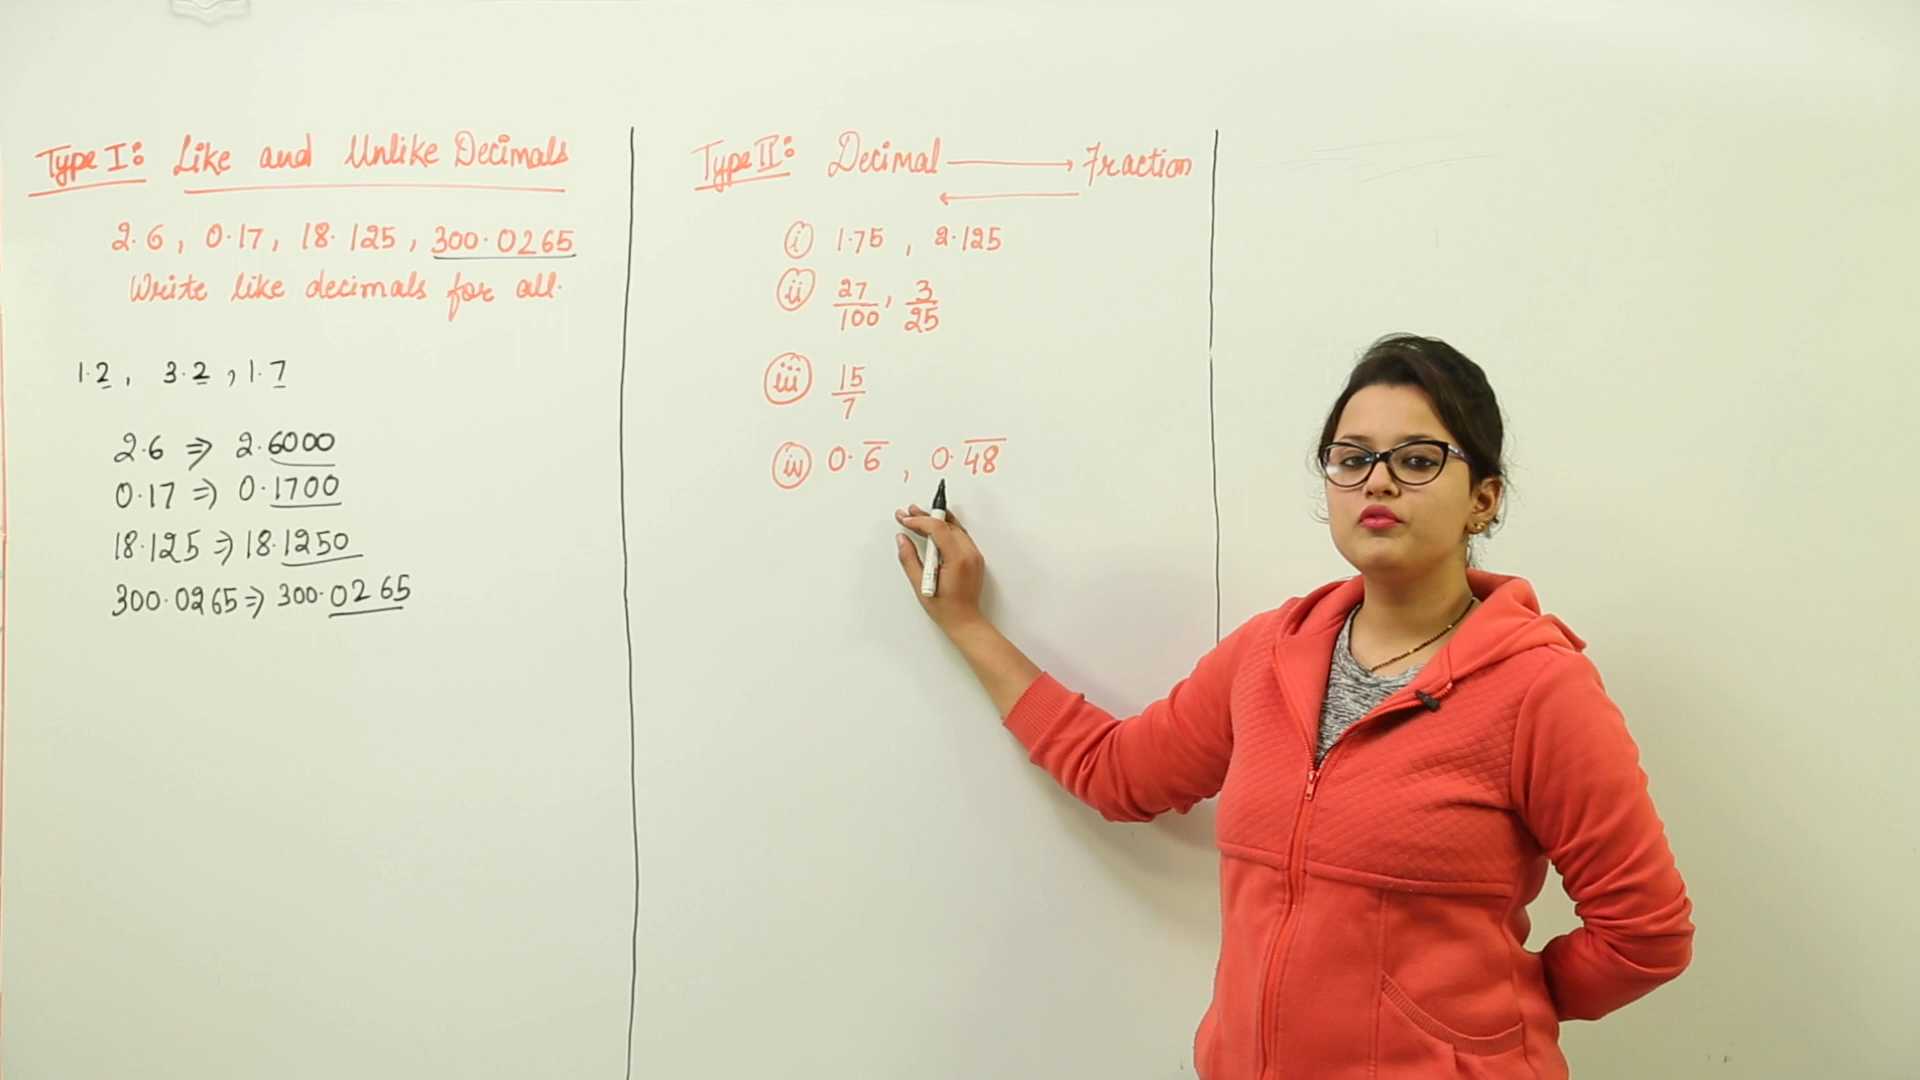 Type I: Like and Unlike Decimals
2.6, 0.17, 18.125, 300.0265
Write like decimals for all.
1.2, 3.2, 1.7
2.6 ⇒ 2.6000
0.17 ⇒ 0.1700
18.125 ⇒ 18.1250
300.0265 ⇒ 300.0265
Type II: Decimal ⟶ Fraction
⟵
(i) 1.75, 2.125
(ii) 27/100, 3/25
(iii) 15/7
(iv) 0.6̅, 0.4̅8̅